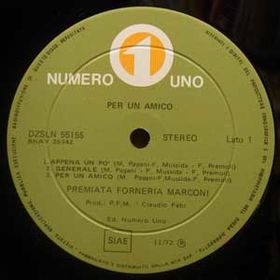 1
NUMERO UNO
PER UN AMICO
DZSLN 55155
STEREO
Lato 1
1. APPENA UN PO' (M. Pagani-F. Mussida - F. Premoli)
2. GENERALE (M. Pagani - F. Mussida - F. Premoli)
3. PER UN AMICO (M. Pagani-F. Mussida-F. Premoli)
PREMIATA FORNERIA MARCONI
Prod.: P.F.M. - Claudio Fabi
Ed. Numero Uno
SIAE
11/72